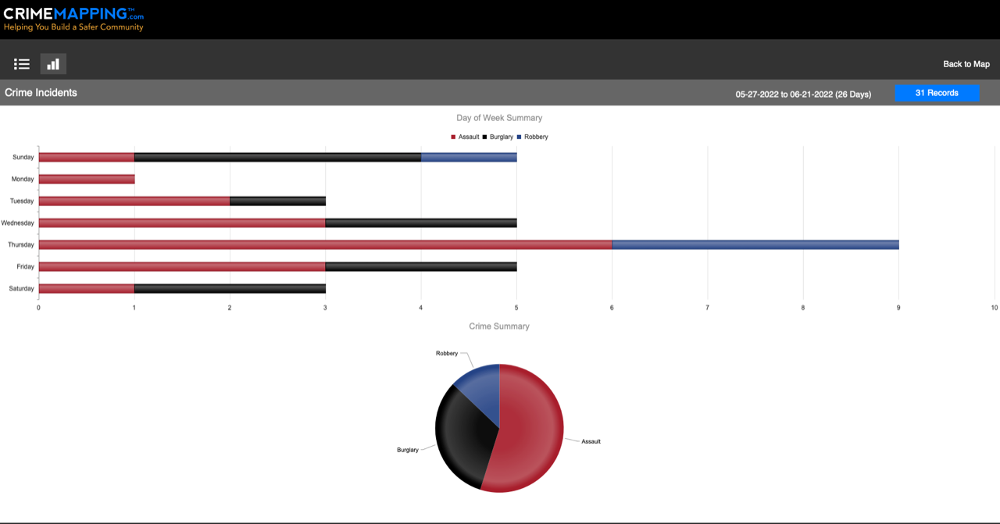 CRIMEMAPPING™.com
Helping You Build a Safer Community
Back to Map
Crime Incidents 05-27-2022 to 06-21-2022 (26 Days) 31 Records
Day of Week Summary
Assault Burglary Robbery
Sunday
Monday
Tuesday
Wednesday
Thursday
Friday
Saturday
0 1 2 3 4 5 6 7 8 9 10
Crime Summary
Robbery
Assault
Burglary